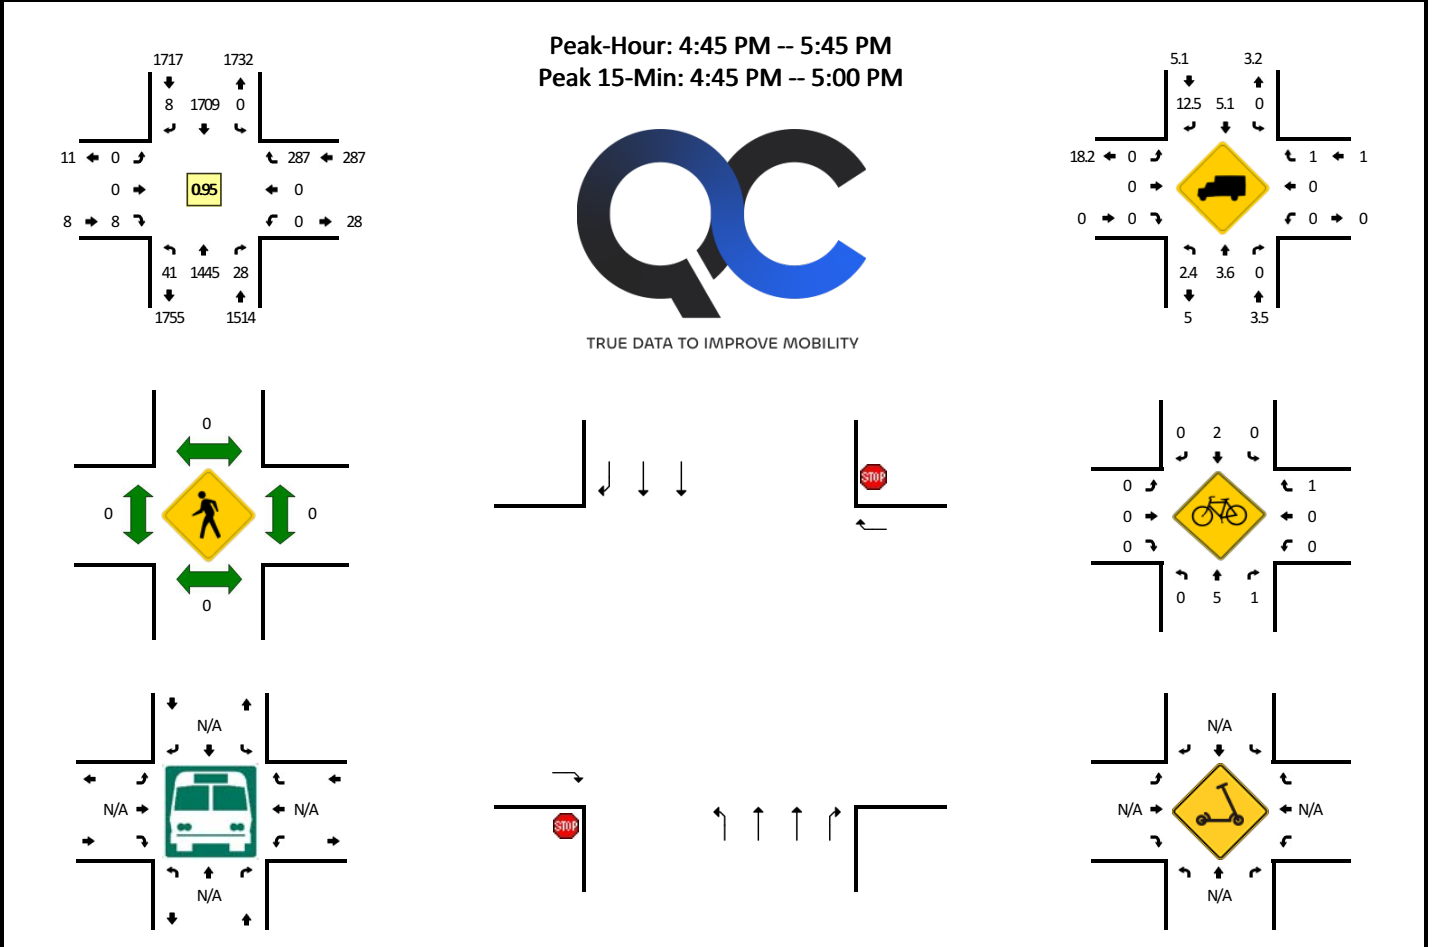 Peak-Hour: 4:45 PM -- 5:45 PM
Peak 15-Min: 4:45 PM -- 5:00 PM
1717 1732
8 1709 0
11 0 287 287
0 0.95 0
8 8 0 28
41 1445 28
1755 1514
TRUE DATA TO IMPROVE MOBILITY
5.1 3.2
12.5 5.1 0
18.2 0 1 1
0 0
0 0 0 0
2.4 3.6 0
5 3.5
0
0 0
0
STOP
STOP
0 2 0
0 1
0 0
0 0
0 5 1
N/A
N/A N/A
N/A
N/A
N/A N/A
N/A